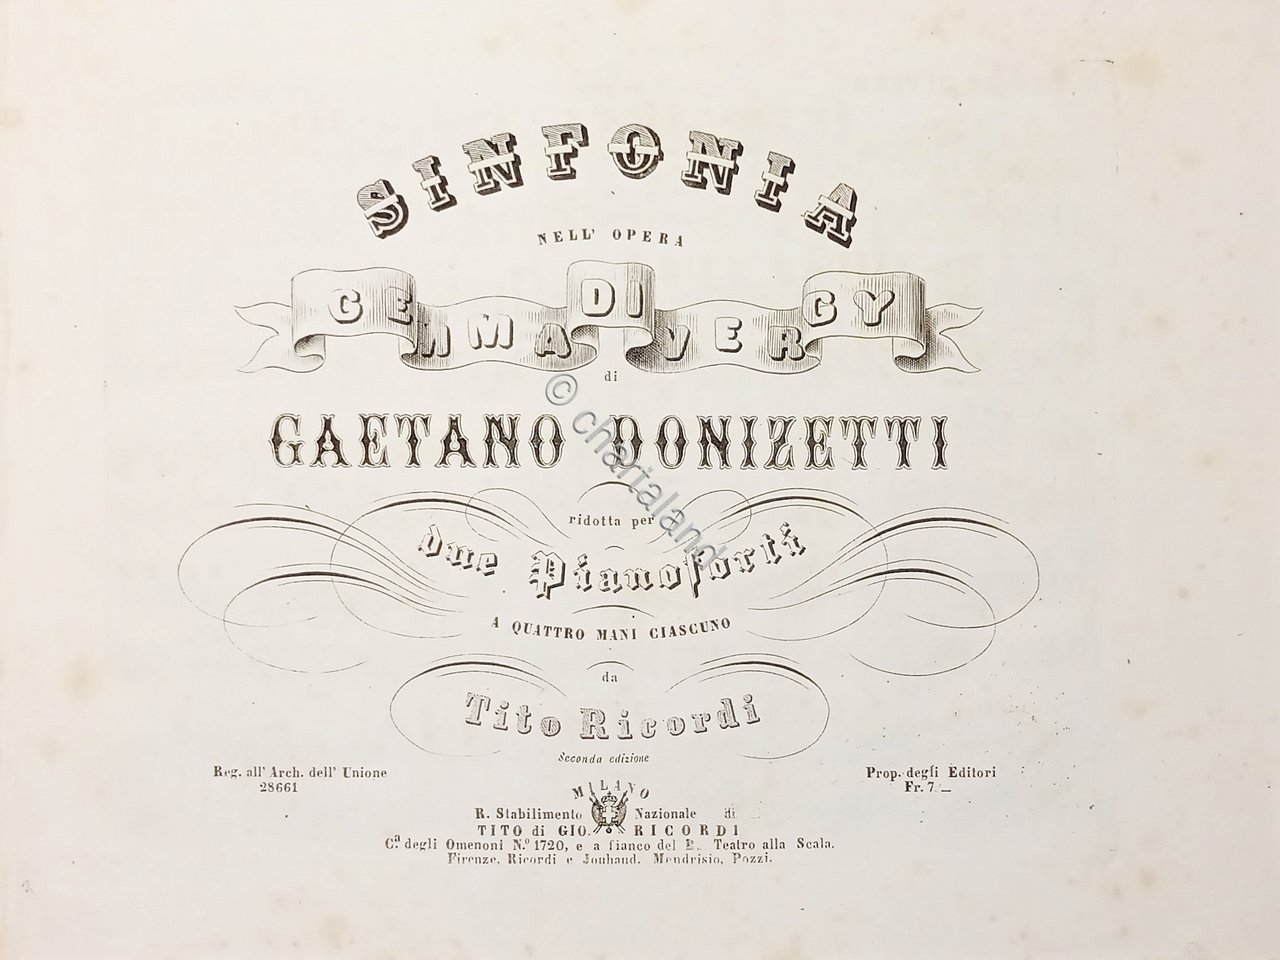 SINFONIA
NELL' OPERA
GEMMA DI VERGY
di
GAETANO DONIZETTI
ridotta per
due Pianoforti
A QUATTRO MANI CIASCUNO
da
Tito Ricordi
Seconda edizione
Reg. all' Arch. dell' Unione
28661
Prop. degli Editori
Fr. 7._
MILANO
R. Stabilimento Nazionale di
TITO di GIO. RICORDI
C.a degli Omenoni N.o 1720, e a fianco del R. Teatro alla Scala.
Firenze, Ricordi e Jouhaud. Mendrisio, Pozzi.
© chartaland